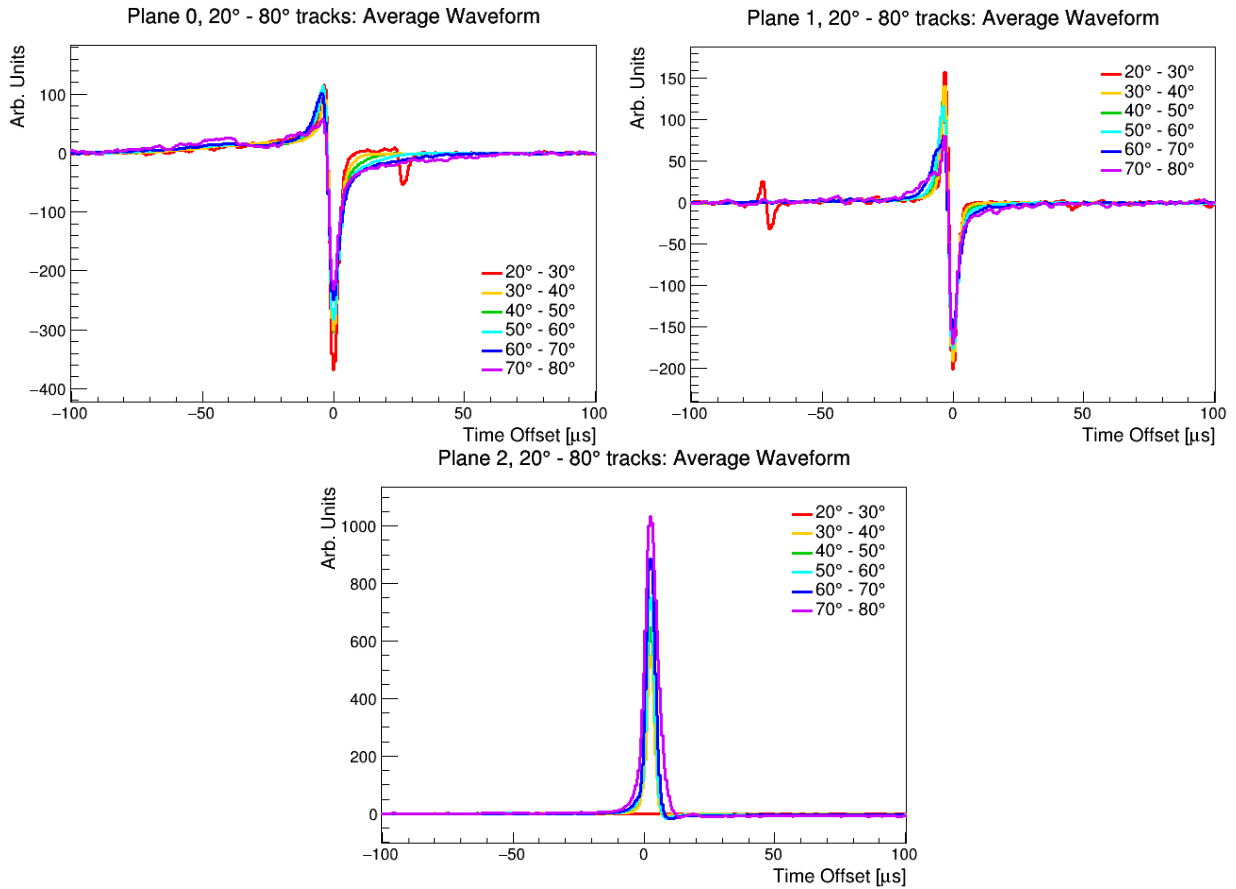 Plane 0, 20° - 80° tracks: Average Waveform
Arb. Units
100
0
−100
−200
−300
−400
20° - 30°
30° - 40°
40° - 50°
50° - 60°
60° - 70°
70° - 80°
−100
−50
0
50
100
Time Offset [μs]
Plane 1, 20° - 80° tracks: Average Waveform
Arb. Units
150
100
50
0
−50
−100
−150
−200
20° - 30°
30° - 40°
40° - 50°
50° - 60°
60° - 70°
70° - 80°
−100
−50
0
50
100
Time Offset [μs]
Plane 2, 20° - 80° tracks: Average Waveform
Arb. Units
1000
800
600
400
200
0
20° - 30°
30° - 40°
40° - 50°
50° - 60°
60° - 70°
70° - 80°
−100
−50
0
50
100
Time Offset [μs]